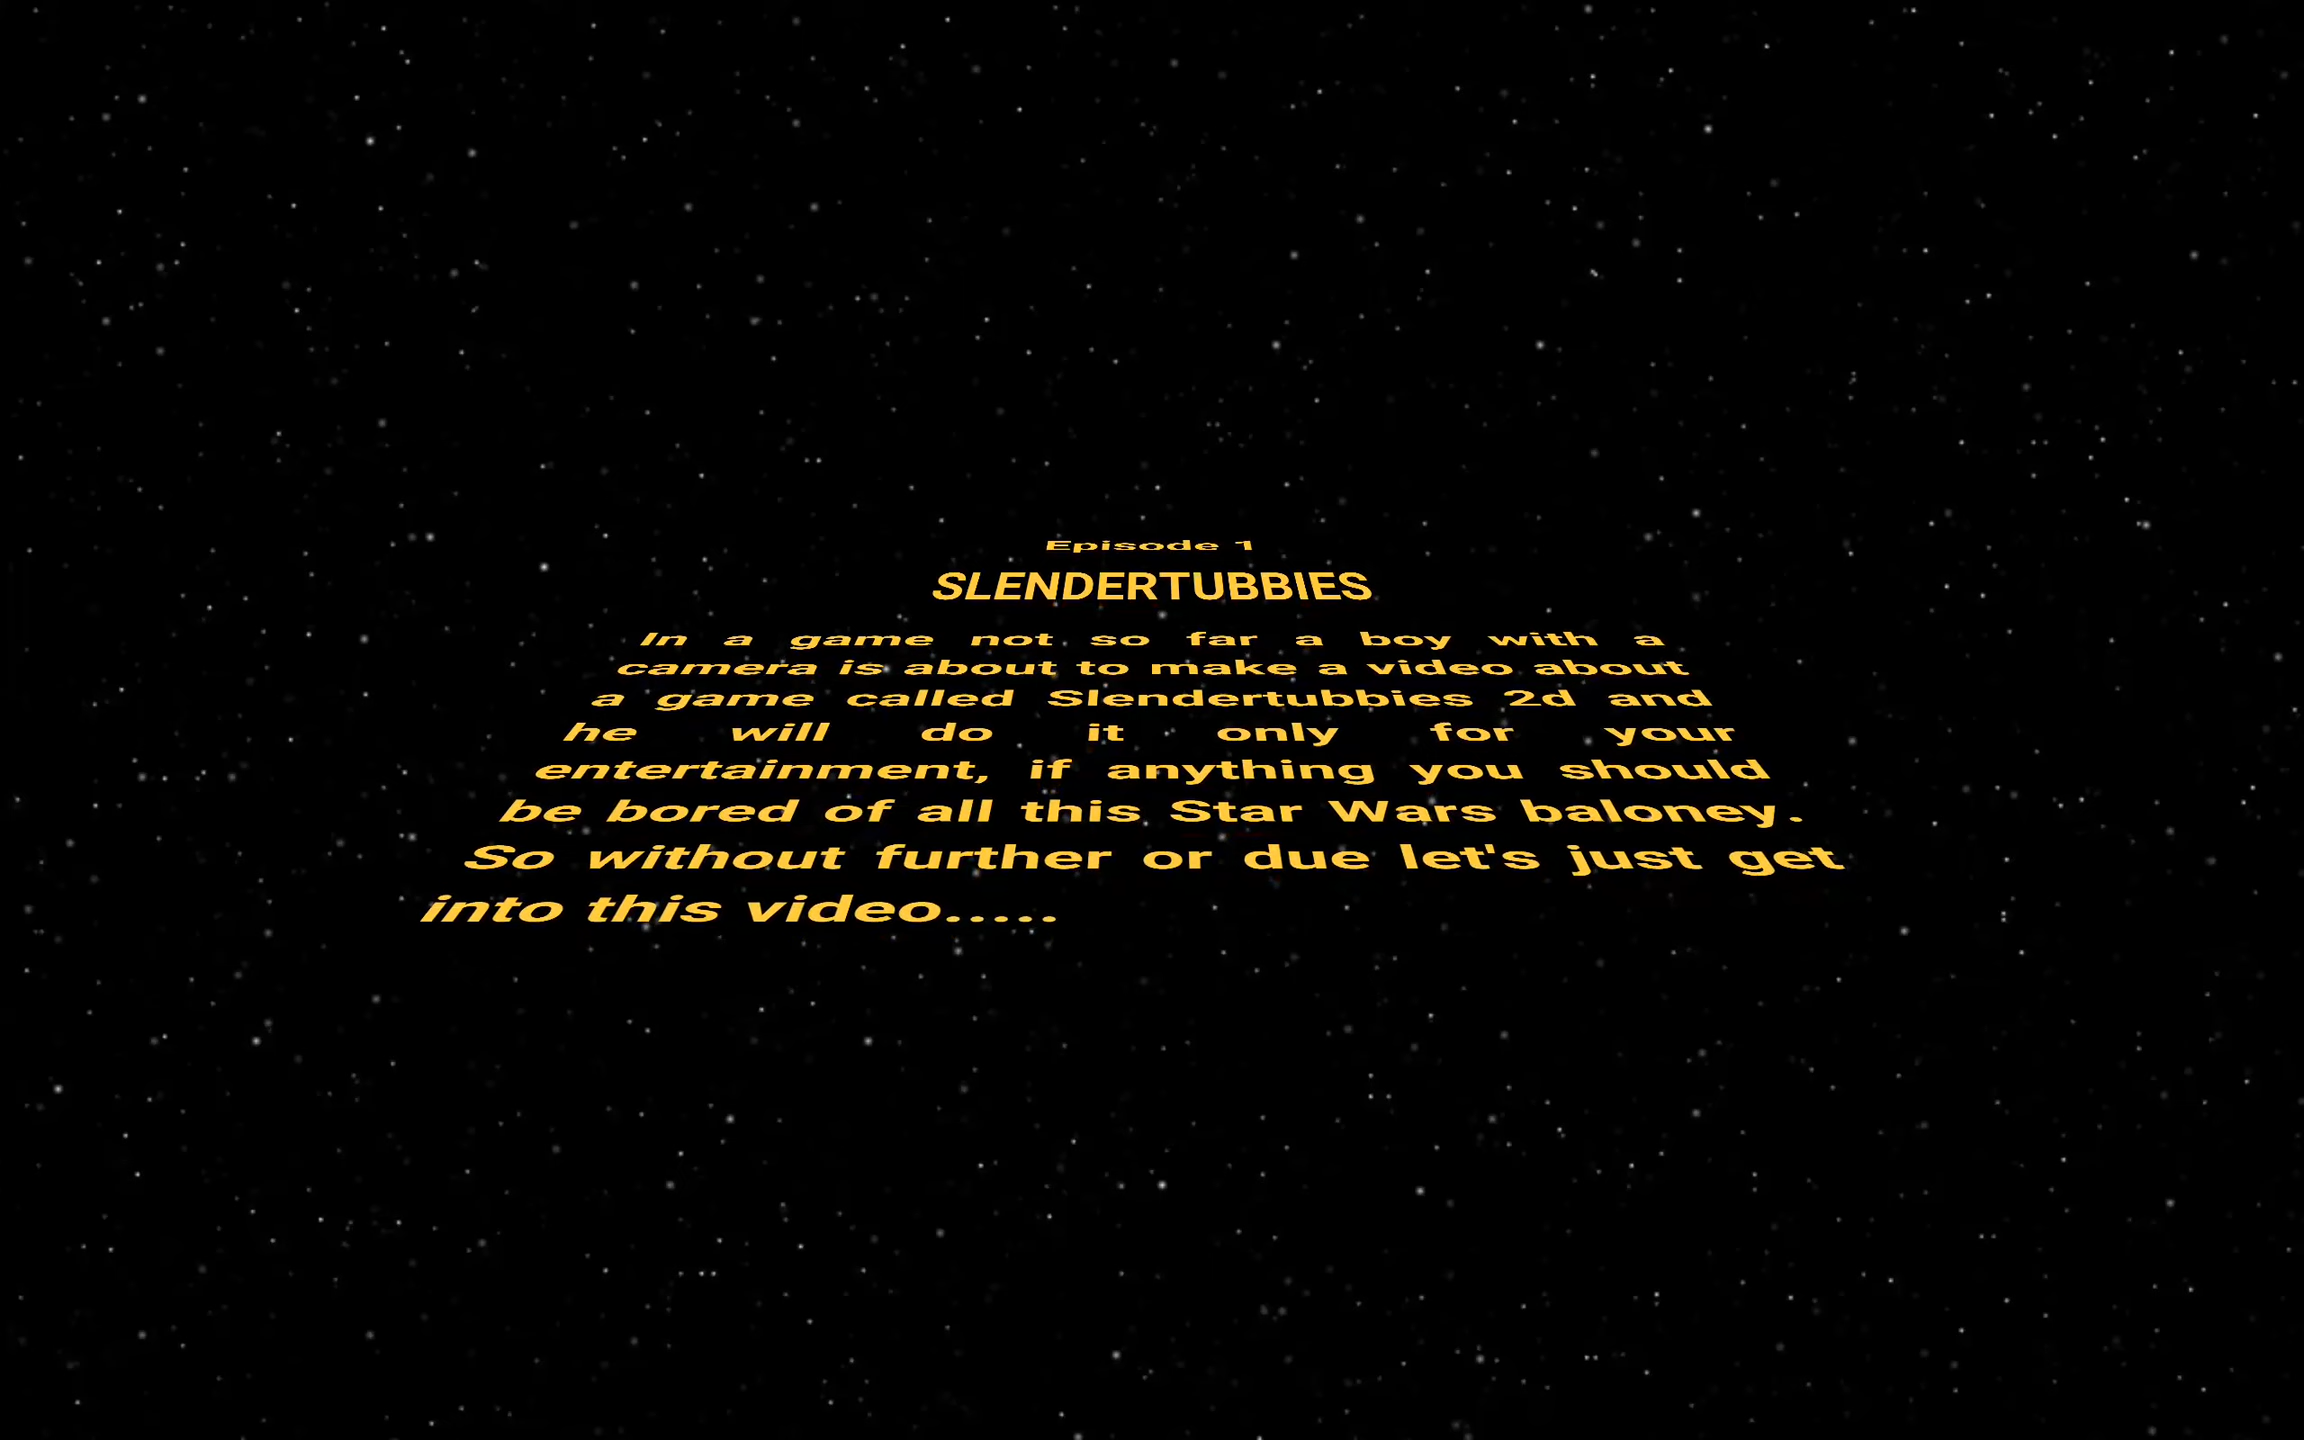 Episode 1
SLENDERTUBBIES
In a game not so far a boy with a
camera is about to make a video about
a game called Slendertubbies 2d and
he will do it only for your
entertainment, if anything you should
be bored of all this Star Wars baloney.
So without further or due let's just get
into this video.....